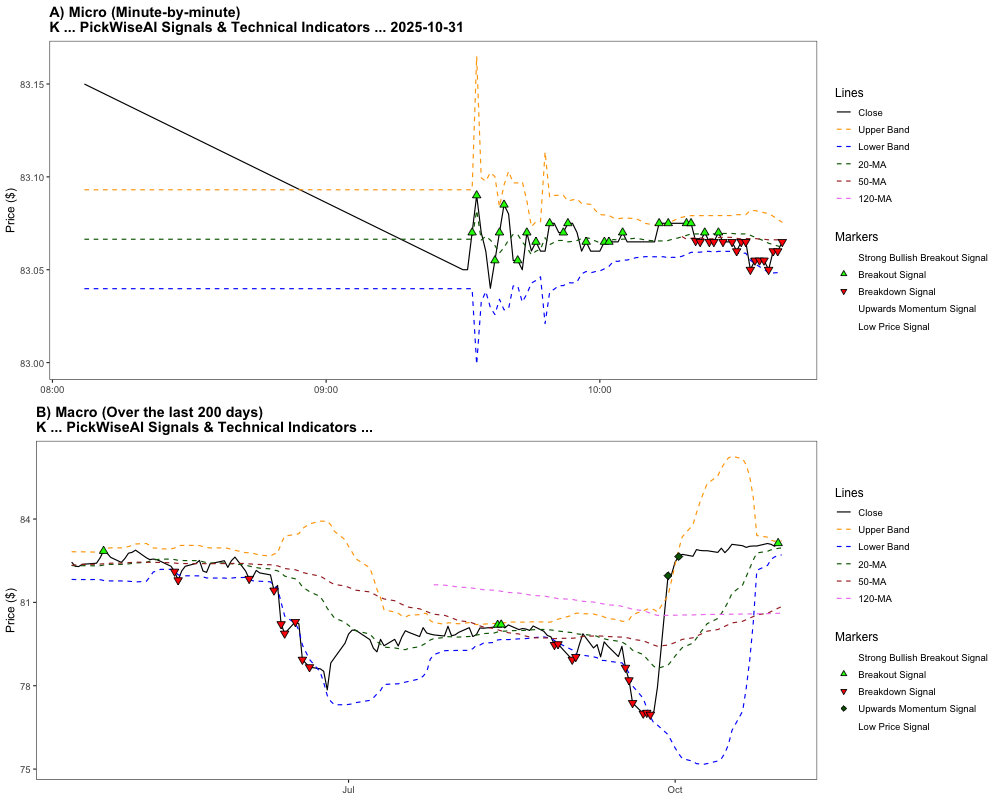 A) Micro (Minute-by-minute)
K ... PickWiseAI Signals & Technical Indicators ... 2025-10-31
Price ($)
83.15
83.10
83.05
83.00
08:00
09:00
10:00
Lines
Close
Upper Band
Lower Band
20-MA
50-MA
120-MA
Markers
Strong Bullish Breakout Signal
Breakout Signal
Breakdown Signal
Upwards Momentum Signal
Low Price Signal
B) Macro (Over the last 200 days)
K ... PickWiseAI Signals & Technical Indicators ...
Price ($)
84
81
78
75
Jul
Oct
Lines
Close
Upper Band
Lower Band
20-MA
50-MA
120-MA
Markers
Strong Bullish Breakout Signal
Breakout Signal
Breakdown Signal
Upwards Momentum Signal
Low Price Signal